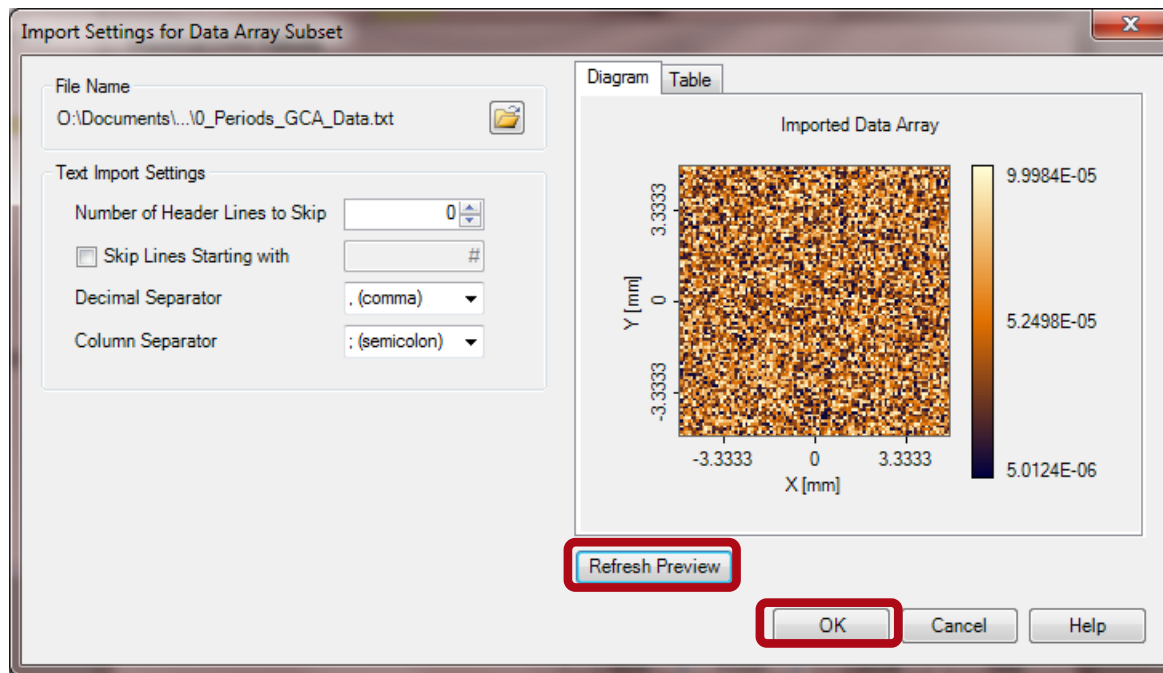 Import Settings for Data Array Subset
File Name
O:\Documents\...\0_Periods_GCA_Data.txt
Text Import Settings
Number of Header Lines to Skip 0
Skip Lines Starting with #
Decimal Separator , (comma)
Column Separator ; (semicolon)
Diagram Table
Imported Data Array
9.9984E-05
5.2498E-05
5.0124E-06
Y [mm]
3.3333
0
-3.3333
-3.3333 0 3.3333
X [mm]
Refresh Preview
OK Cancel Help